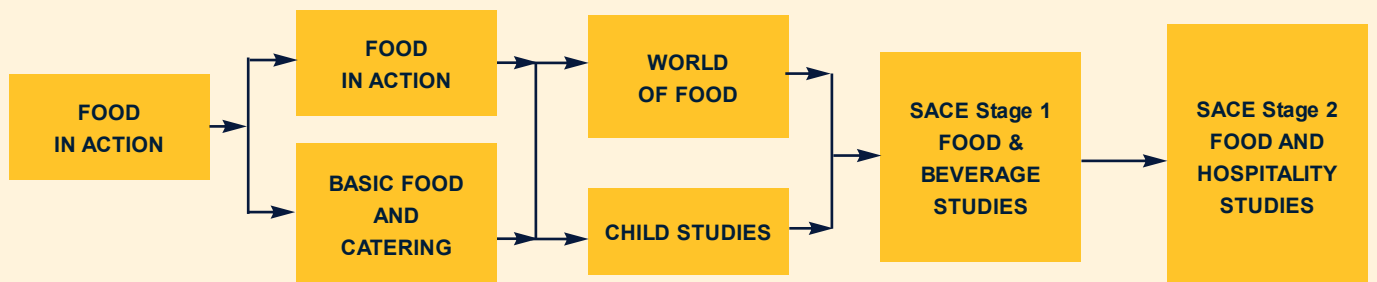 FOOD
IN ACTION
FOOD
IN ACTION
BASIC FOOD
AND
CATERING
WORLD
OF FOOD
CHILD STUDIES
SACE Stage 1
FOOD &
BEVERAGE
STUDIES
SACE Stage 2
FOOD AND
HOSPITALITY
STUDIES